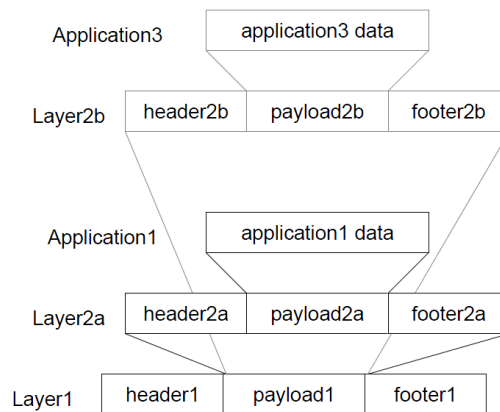 Application3 application3 data
Layer2b header2b payload2b footer2b
Application1 application1 data
Layer2a header2a payload2a footer2a
Layer1 header1 payload1 footer1